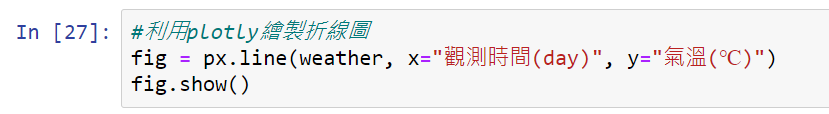 In [27]: #利用plotly繪製折線圖
fig = px.line(weather, x="觀測時間(day)", y="氣溫(℃)")
fig.show()